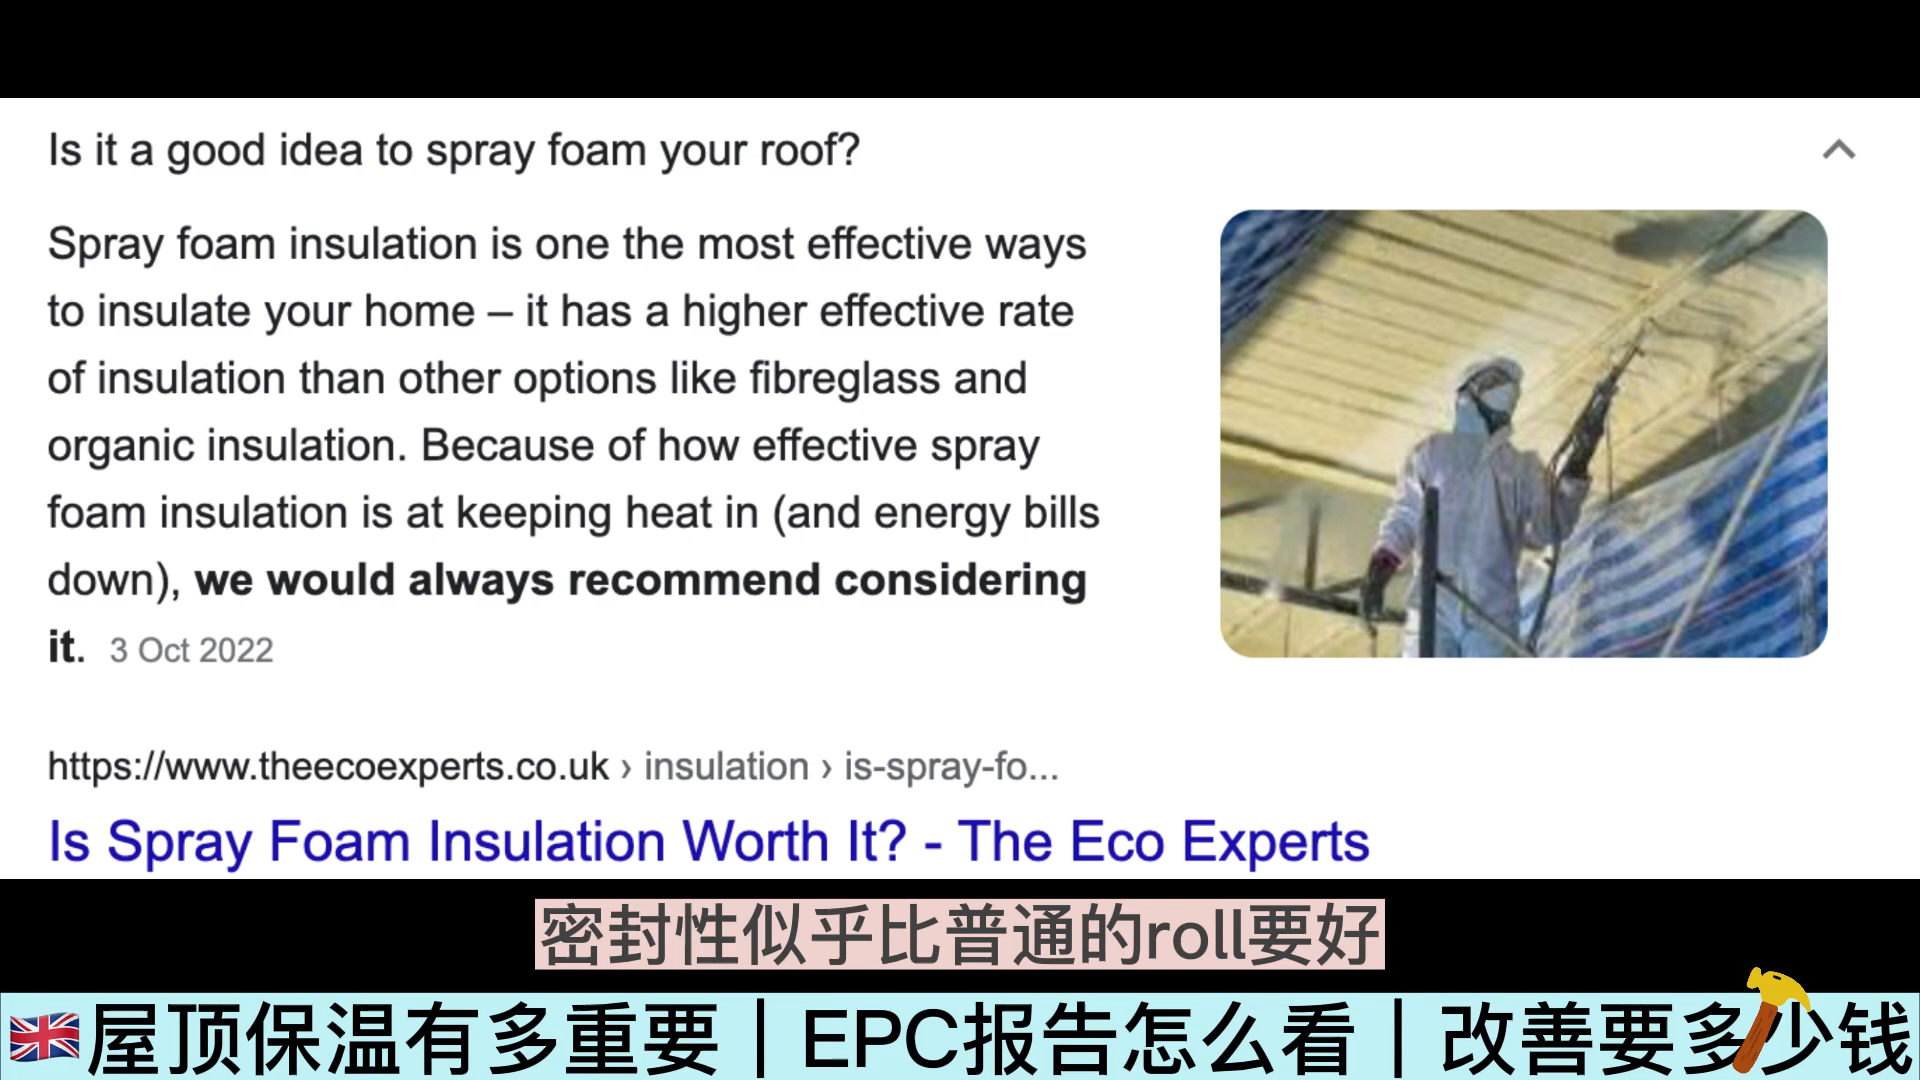 Is it a good idea to spray foam your roof?
Spray foam insulation is one the most effective ways
to insulate your home – it has a higher effective rate
of insulation than other options like fibreglass and
organic insulation. Because of how effective spray
foam insulation is at keeping heat in (and energy bills
down), we would always recommend considering
it. 3 Oct 2022
https://www.theecoexperts.co.uk › insulation › is-spray-fo...
Is Spray Foam Insulation Worth It? - The Eco Experts
密封性似乎比普通的roll要好
🇬🇧屋顶保温有多重要｜EPC报告怎么看｜改善要多少钱